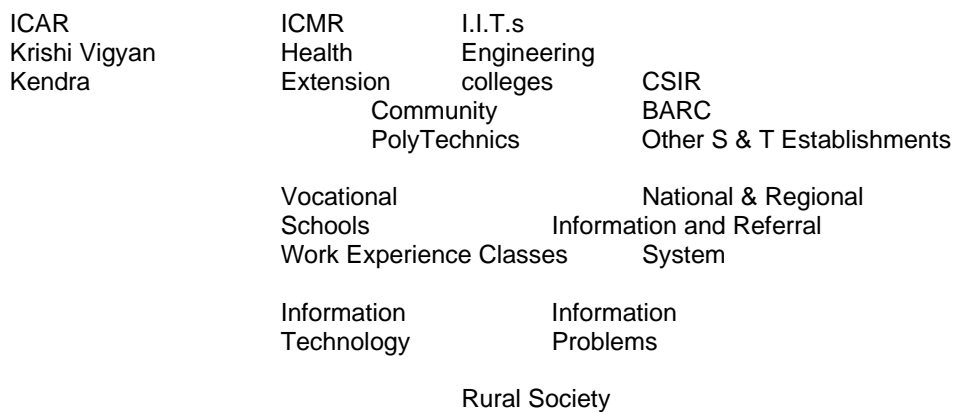 ICAR ICMR I.I.T.s
Krishi Vigyan Health Engineering
Kendra Extension colleges CSIR
Community BARC
PolyTechnics Other S & T Establishments
Vocational National & Regional
Schools Information and Referral
Work Experience Classes System
Information Information
Technology Problems
Rural Society